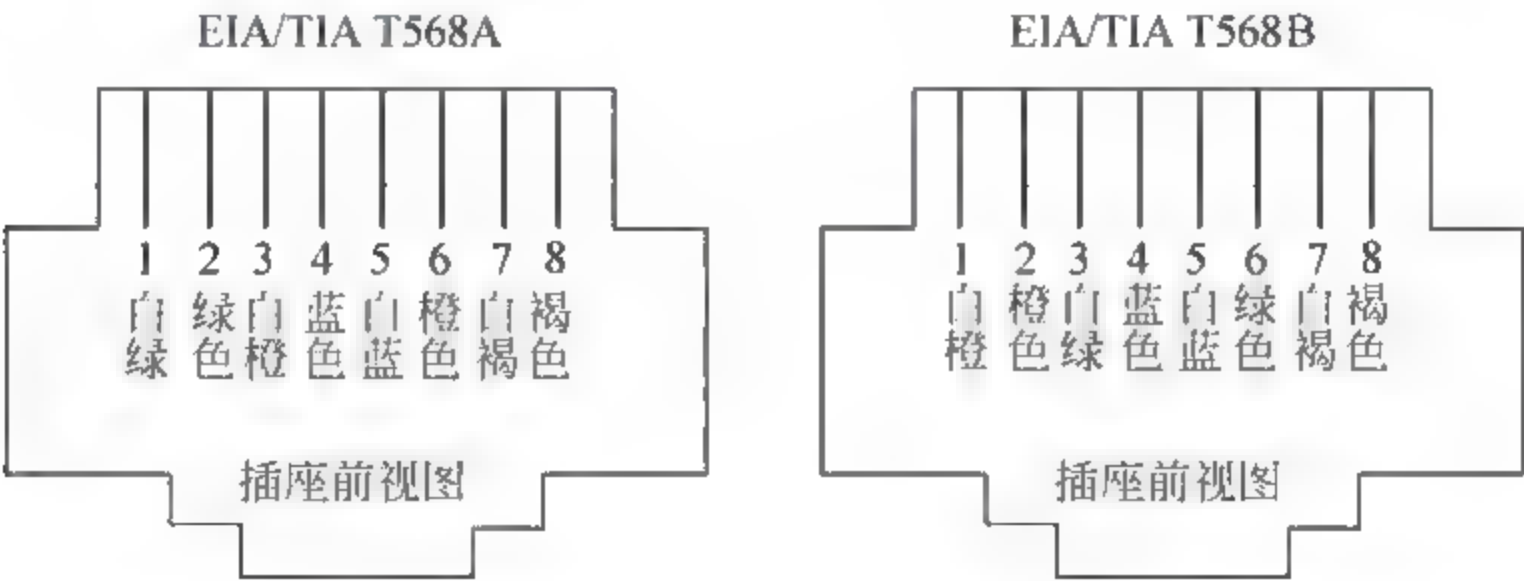 EIA/TIA T568A
1 2 3 4 5 6 7 8
白绿 绿色 白橙 蓝色 白蓝 橙色 白褐 褐色
插座前视图
EIA/TIA T568B
1 2 3 4 5 6 7 8
白橙 橙色 白绿 蓝色 白蓝 绿色 白褐 褐色
插座前视图